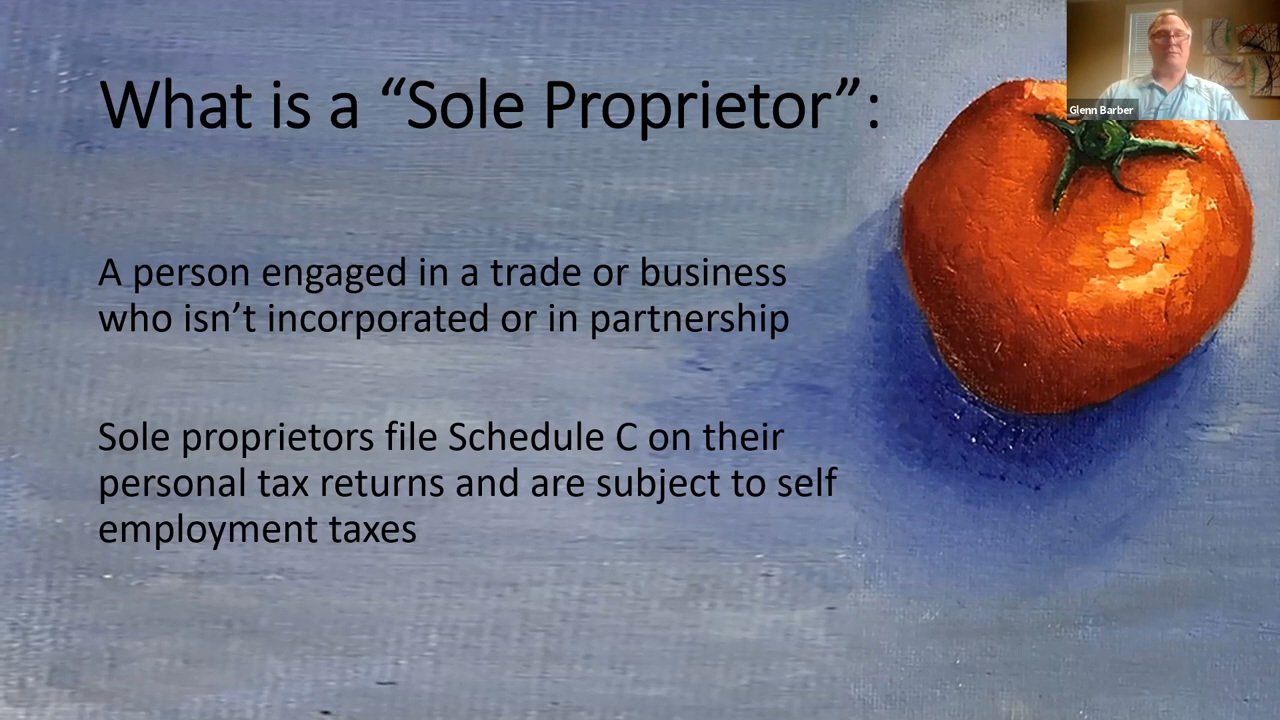 What is a “Sole Proprietor”:
Glenn Barber
A person engaged in a trade or business
who isn’t incorporated or in partnership
Sole proprietors file Schedule C on their
personal tax returns and are subject to self
employment taxes